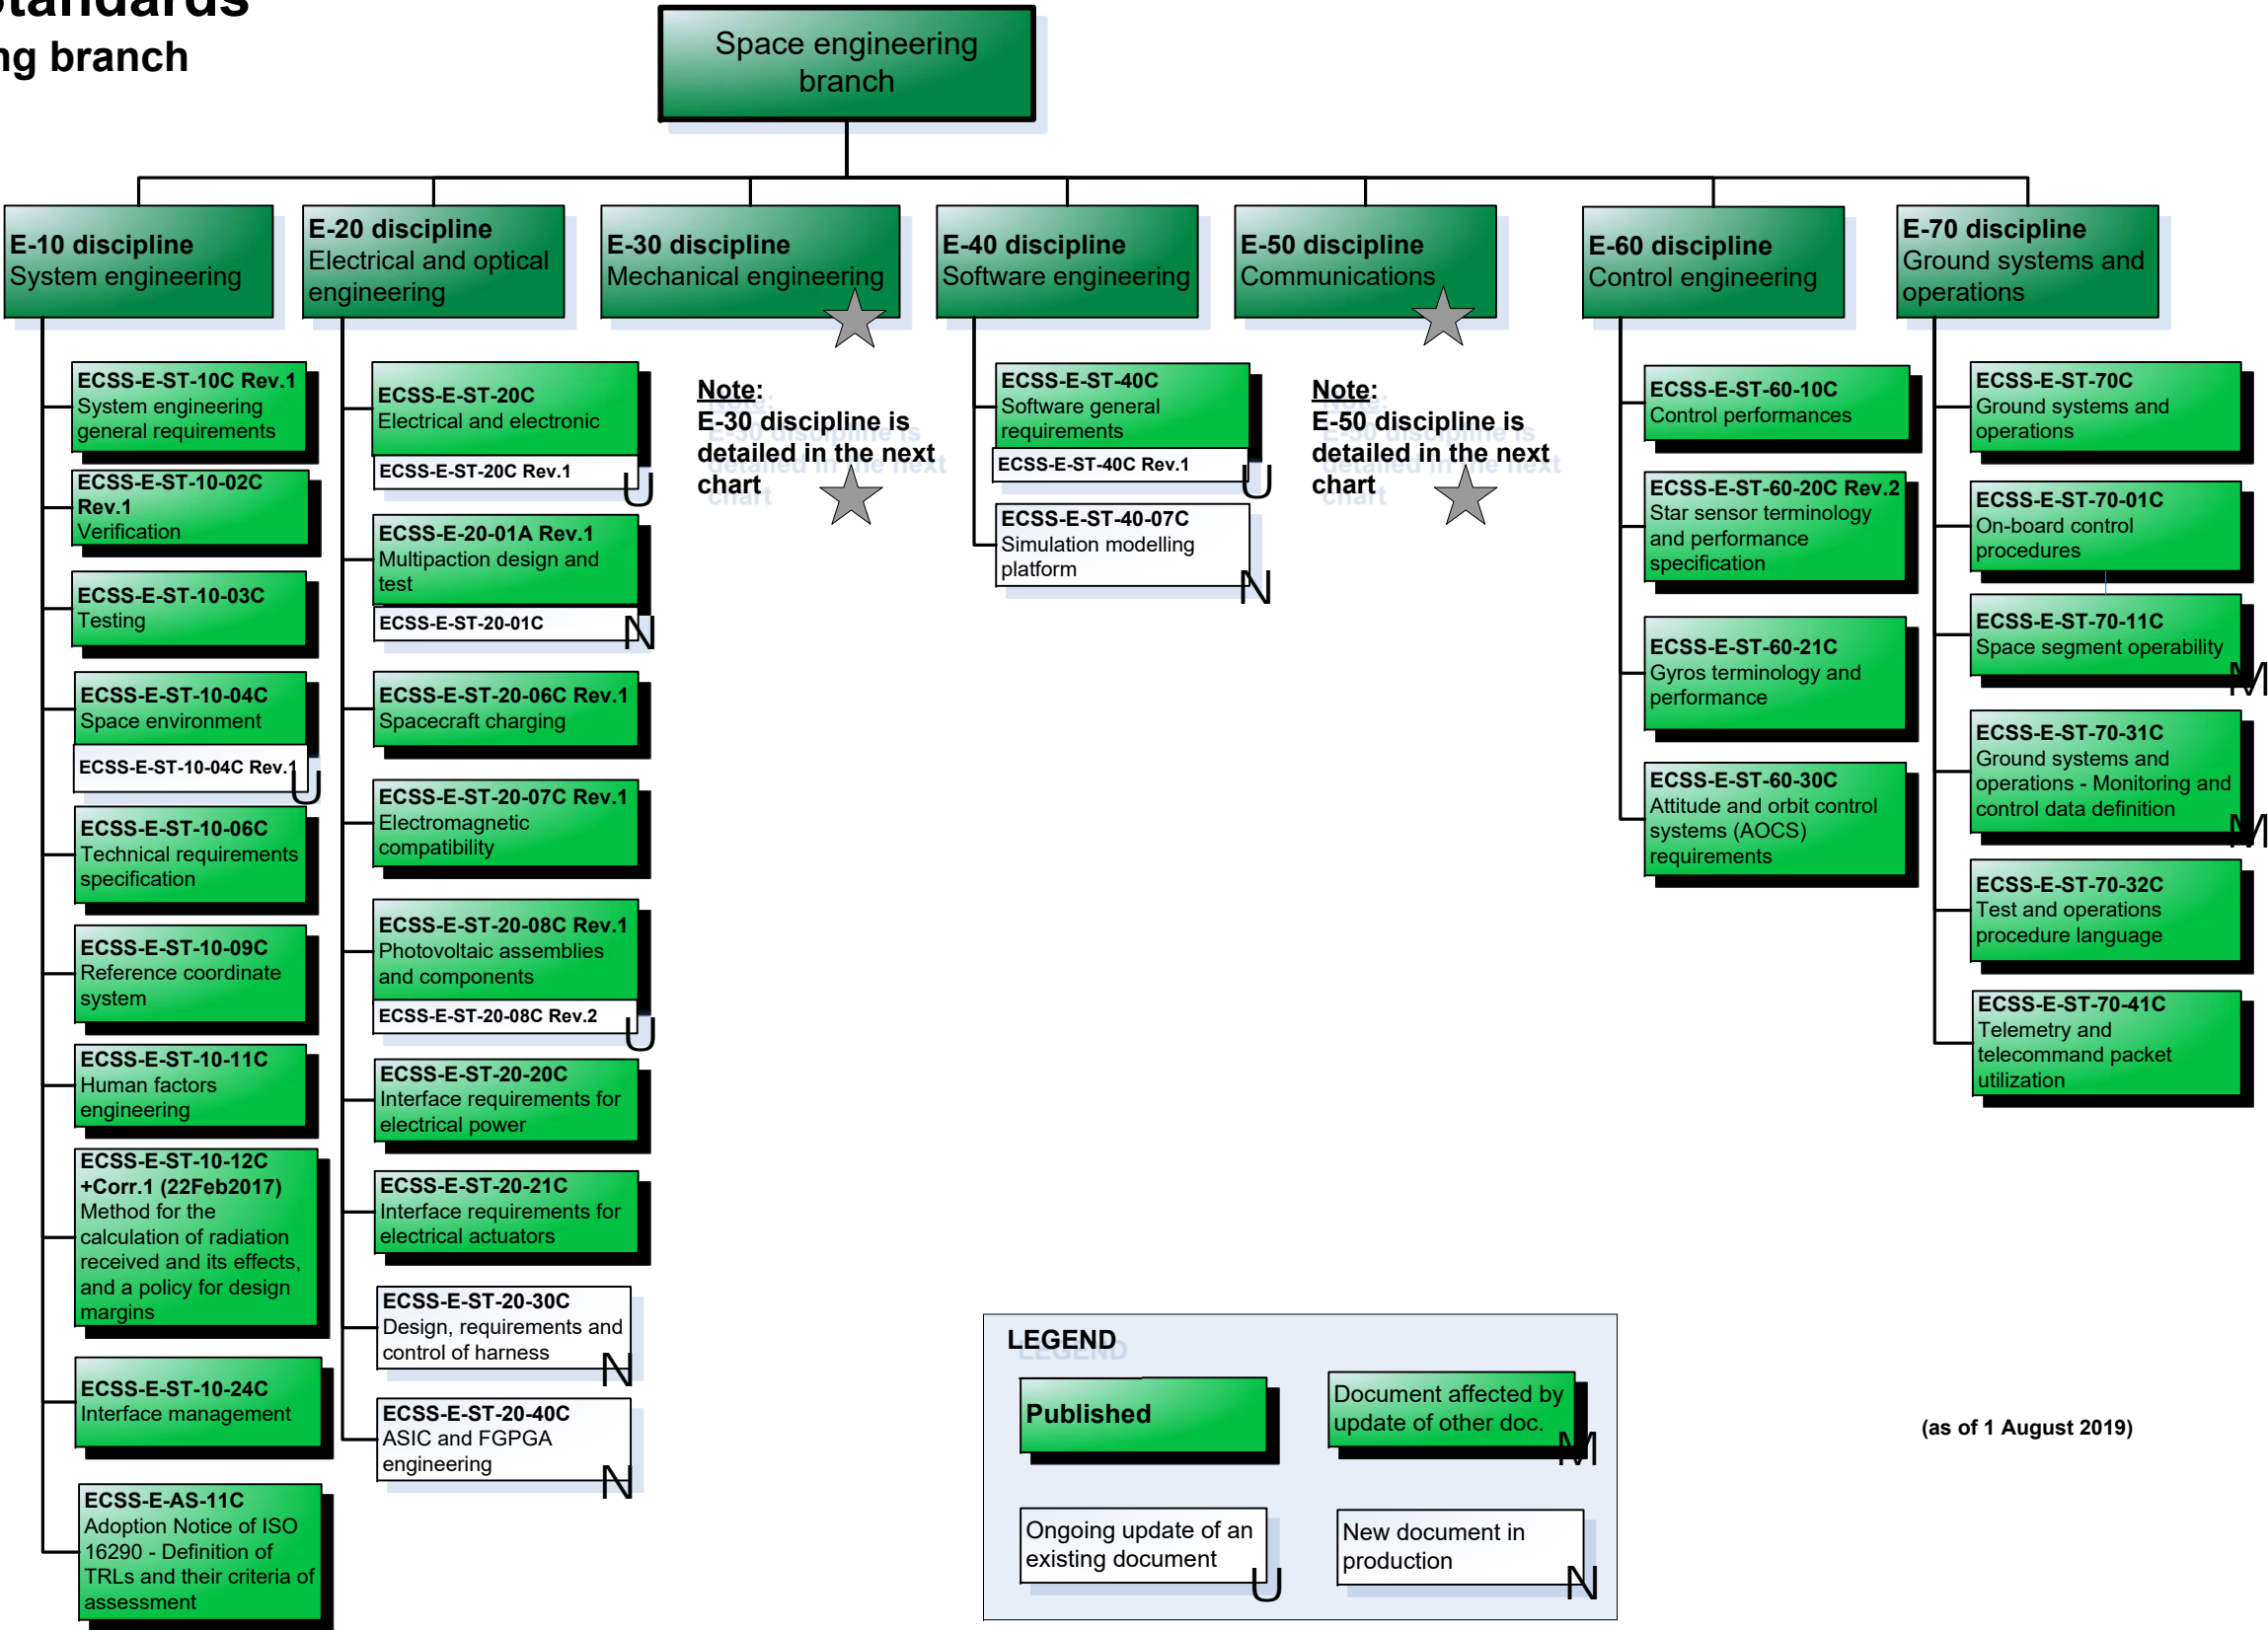 tandards
ng branch
Space engineering
branch
E-10 discipline
System engineering
E-20 discipline
Electrical and optical
engineering
E-30 discipline
Mechanical engineering
E-40 discipline
Software engineering
E-50 discipline
Communications
E-60 discipline
Control engineering
E-70 discipline
Ground systems and
operations
ECSS-E-ST-10C Rev.1
System engineering
general requirements
ECSS-E-ST-10-02C
Rev.1
Verification
ECSS-E-ST-10-03C
Testing
ECSS-E-ST-10-04C
Space environment
ECSS-E-ST-10-04C Rev.1
U
ECSS-E-ST-10-06C
Technical requirements
specification
ECSS-E-ST-10-09C
Reference coordinate
system
ECSS-E-ST-10-11C
Human factors
engineering
ECSS-E-ST-10-12C
+Corr.1 (22Feb2017)
Method for the
calculation of radiation
received and its effects,
and a policy for design
margins
ECSS-E-ST-10-24C
Interface management
ECSS-E-AS-11C
Adoption Notice of ISO
16290 - Definition of
TRLs and their criteria of
assessment
ECSS-E-ST-20C
Electrical and electronic
ECSS-E-ST-20C Rev.1
U
ECSS-E-20-01A Rev.1
Multipaction design and
test
ECSS-E-ST-20-01C
N
ECSS-E-ST-20-06C Rev.1
Spacecraft charging
ECSS-E-ST-20-07C Rev.1
Electromagnetic
compatibility
ECSS-E-ST-20-08C Rev.1
Photovoltaic assemblies
and components
ECSS-E-ST-20-08C Rev.2
U
ECSS-E-ST-20-20C
Interface requirements for
electrical power
ECSS-E-ST-20-21C
Interface requirements for
electrical actuators
ECSS-E-ST-20-30C
Design, requirements and
control of harness
N
ECSS-E-ST-20-40C
ASIC and FGPGA
engineering
N
Note:
E-30 discipline is
detailed in the next
chart
ECSS-E-ST-40C
Software general
requirements
ECSS-E-ST-40C Rev.1
U
ECSS-E-ST-40-07C
Simulation modelling
platform
N
Note:
E-50 discipline is
detailed in the next
chart
ECSS-E-ST-60-10C
Control performances
ECSS-E-ST-60-20C Rev.2
Star sensor terminology
and performance
specification
ECSS-E-ST-60-21C
Gyros terminology and
performance
ECSS-E-ST-60-30C
Attitude and orbit control
systems (AOCS)
requirements
ECSS-E-ST-70C
Ground systems and
operations
ECSS-E-ST-70-01C
On-board control
procedures
ECSS-E-ST-70-11C
Space segment operability
M
ECSS-E-ST-70-31C
Ground systems and
operations - Monitoring and
control data definition
M
ECSS-E-ST-70-32C
Test and operations
procedure language
ECSS-E-ST-70-41C
Telemetry and
telecommand packet
utilization
LEGEND
Published
Document affected by
update of other doc.
M
Ongoing update of an
existing document
U
New document in
production
N
(as of 1 August 2019)